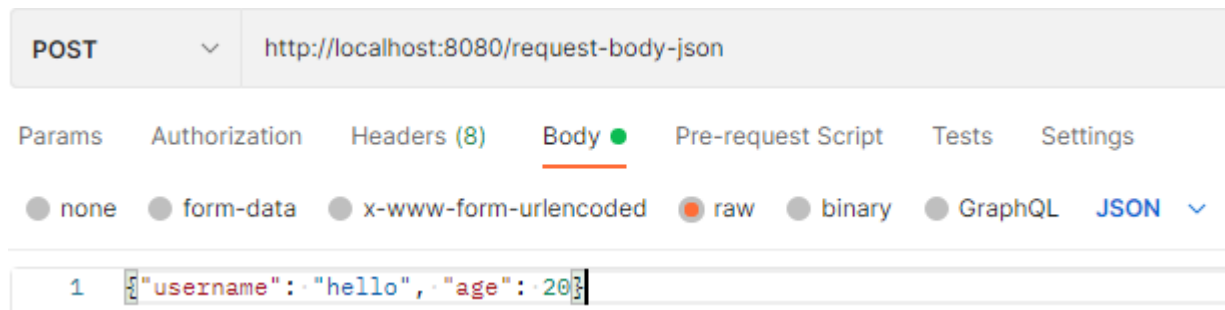 POST http://localhost:8080/request-body-json
Params Authorization Headers (8) Body Pre-request Script Tests Settings
none form-data x-www-form-urlencoded raw binary GraphQL JSON
1 {"username": "hello", "age": 20}